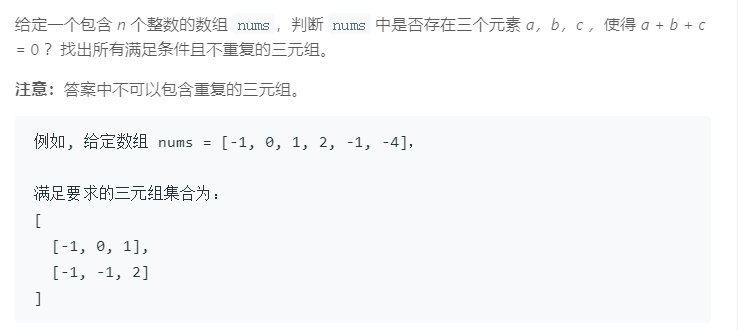 给定一个包含 n 个整数的数组 nums，判断 nums 中是否存在三个元素 a，b，c ，使得 a + b + c
= 0 ？找出所有满足条件且不重复的三元组。
注意：答案中不可以包含重复的三元组。
例如, 给定数组 nums = [-1, 0, 1, 2, -1, -4]，
满足要求的三元组集合为：
[
[-1, 0, 1],
[-1, -1, 2]
]